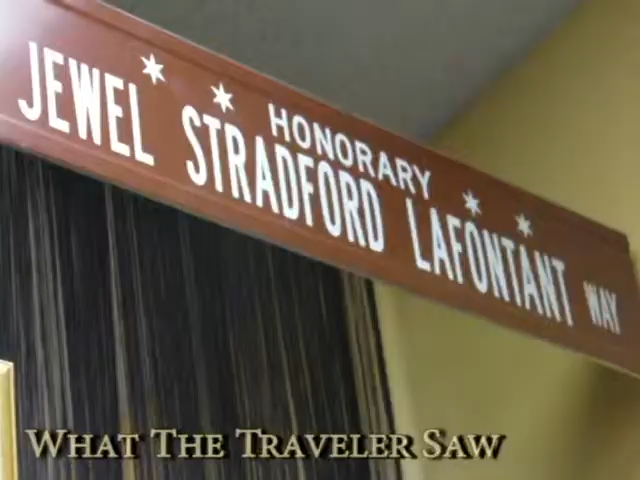 HONORARY
JEWEL STRADFORD LAFONTANT WAY
WHAT THE TRAVELER SAW